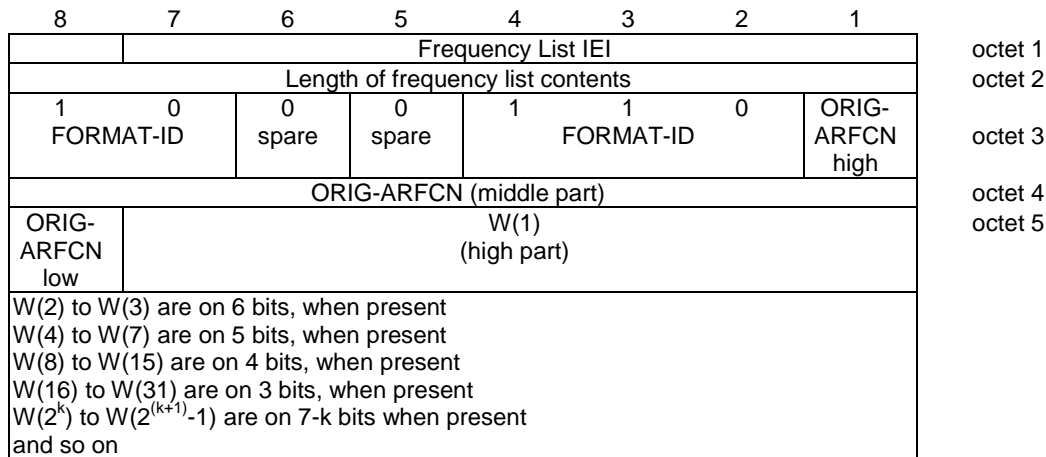 8 7 6 5 4 3 2 1
Frequency List IEI octet 1
Length of frequency list contents octet 2
1 0 0 0 1 1 0 ORIG-
FORMAT-ID spare spare FORMAT-ID ARFCN octet 3
high
ORIG-ARFCN (middle part) octet 4
ORIG- W(1) octet 5
ARFCN (high part)
low
W(2) to W(3) are on 6 bits, when present
W(4) to W(7) are on 5 bits, when present
W(8) to W(15) are on 4 bits, when present
W(16) to W(31) are on 3 bits, when present
W(2^k) to W(2^(k+1)-1) are on 7-k bits when present
and so on